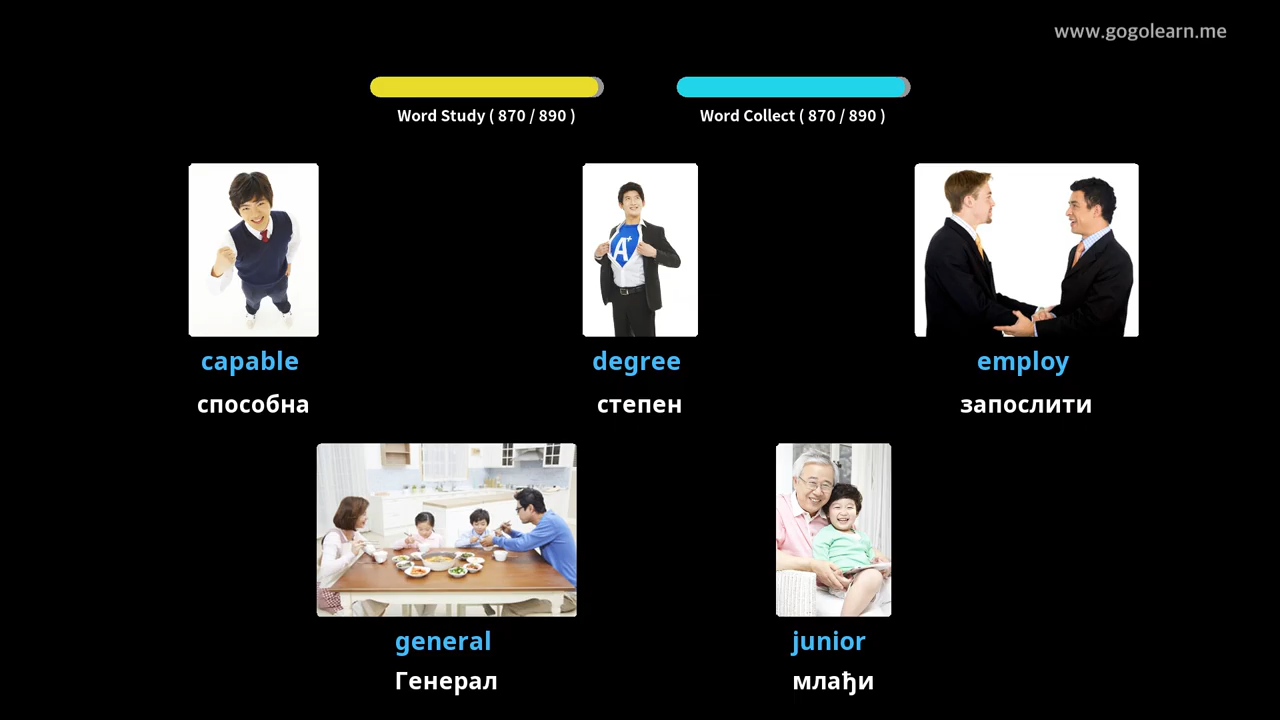 www.gogolearn.me
Word Study ( 870 / 890 )
Word Collect ( 870 / 890 )
A+
capable
degree
employ
способна
степен
запослити
general
junior
Генерал
млађи